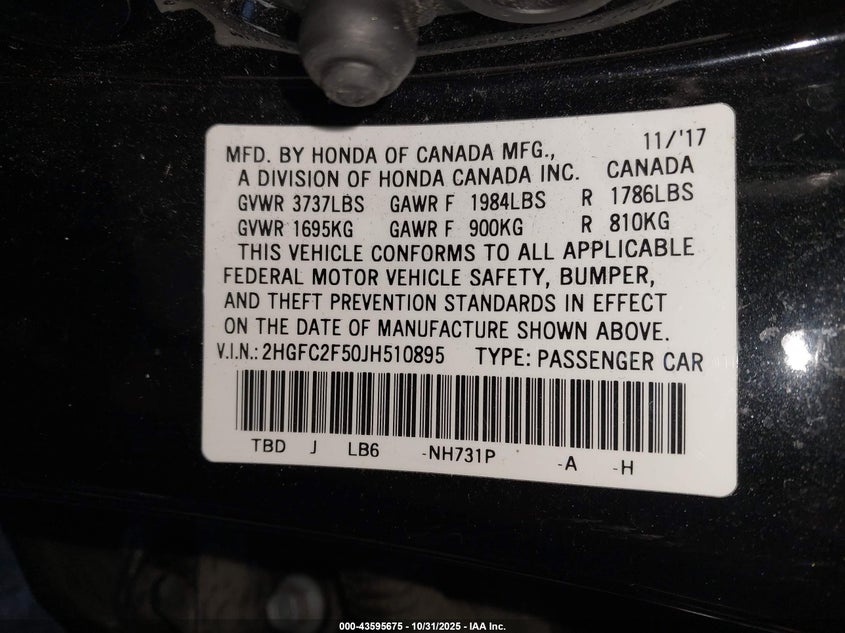 MFD. BY HONDA OF CANADA MFG., 11/'17
A DIVISION OF HONDA CANADA INC. CANADA
GVWR 3737LBS GAWR F 1984LBS R 1786LBS
GVWR 1695KG GAWR F 900KG R 810KG
THIS VEHICLE CONFORMS TO ALL APPLICABLE
FEDERAL MOTOR VEHICLE SAFETY, BUMPER,
AND THEFT PREVENTION STANDARDS IN EFFECT
ON THE DATE OF MANUFACTURE SHOWN ABOVE.
V.I.N.: 2HGFC2F50JH510895 TYPE: PASSENGER CAR
TBD J LB6 -NH731P -A -H
000-43595675 - 10/31/2025 - IAA Inc.